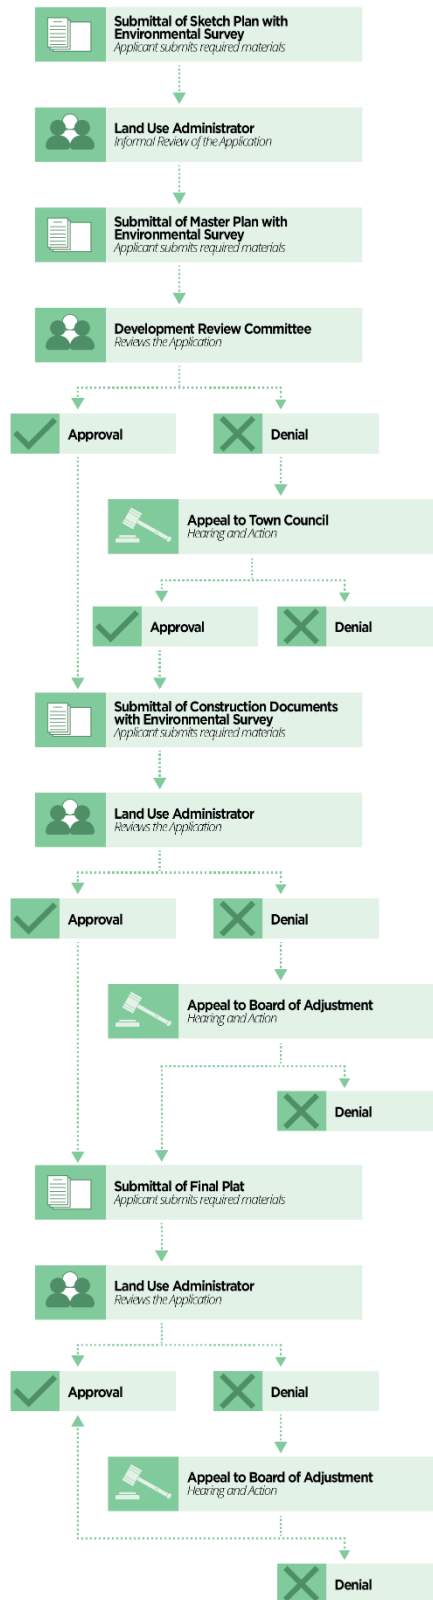 Submittal of Sketch Plan with
Environmental Survey
Applicant submits required materials
Land Use Administrator
Informal Review of the Application
Submittal of Master Plan with
Environmental Survey
Applicant submits required materials
Development Review Committee
Reviews the Application
Approval
Denial
Appeal to Town Council
Hearing and Action
Approval
Denial
Submittal of Construction Documents
with Environmental Survey
Applicant submits required materials
Land Use Administrator
Reviews the Application
Approval
Denial
Appeal to Board of Adjustment
Hearing and Action
Denial
Submittal of Final Plat
Applicant submits required materials
Land Use Administrator
Reviews the Application
Approval
Denial
Appeal to Board of Adjustment
Hearing and Action
Denial